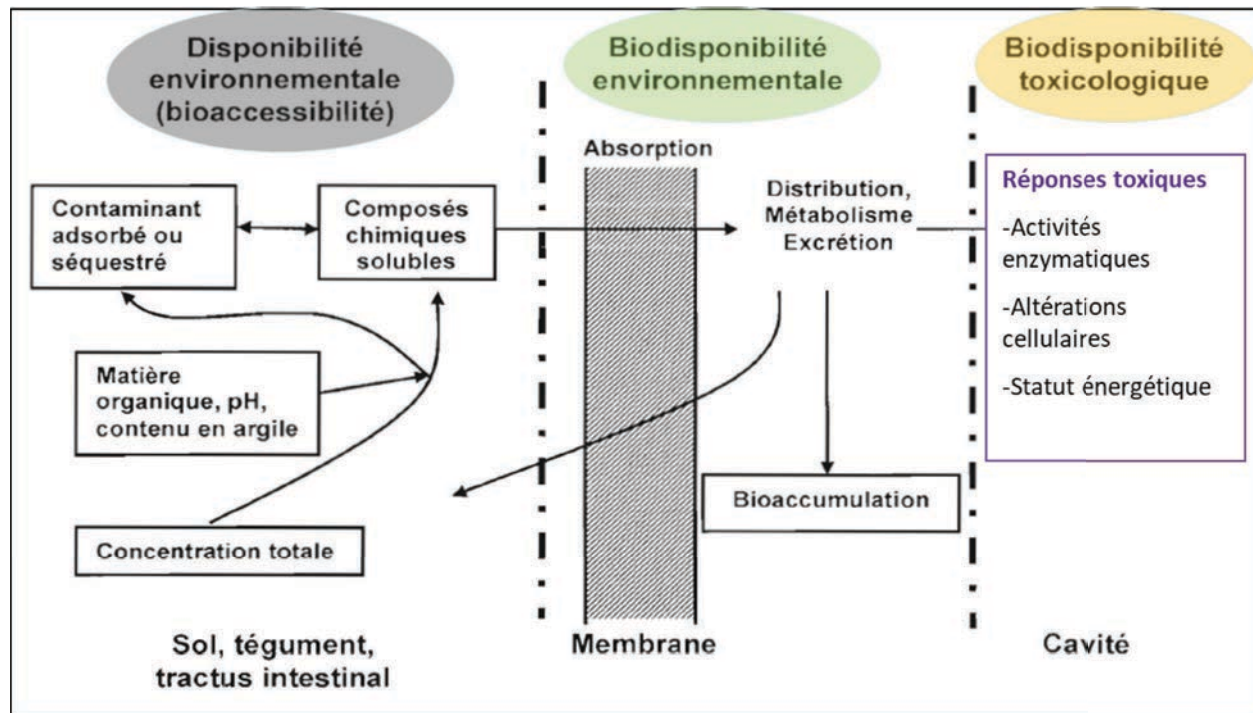 Disponibilité
environnementale
(bioaccessibilité)
Biodisponibilité
environnementale
Biodisponibilité
toxicologique
Absorption
Contaminant
adsorbé ou
séquestré
Composés
chimiques
solubles
Distribution,
Métabolisme
Excrétion
Réponses toxiques
-Activités
enzymatiques
-Altérations
cellulaires
-Statut énergétique
Matière
organique, pH,
contenu en argile
Bioaccumulation
Concentration totale
Sol, tégument,
tractus intestinal
Membrane
Cavité